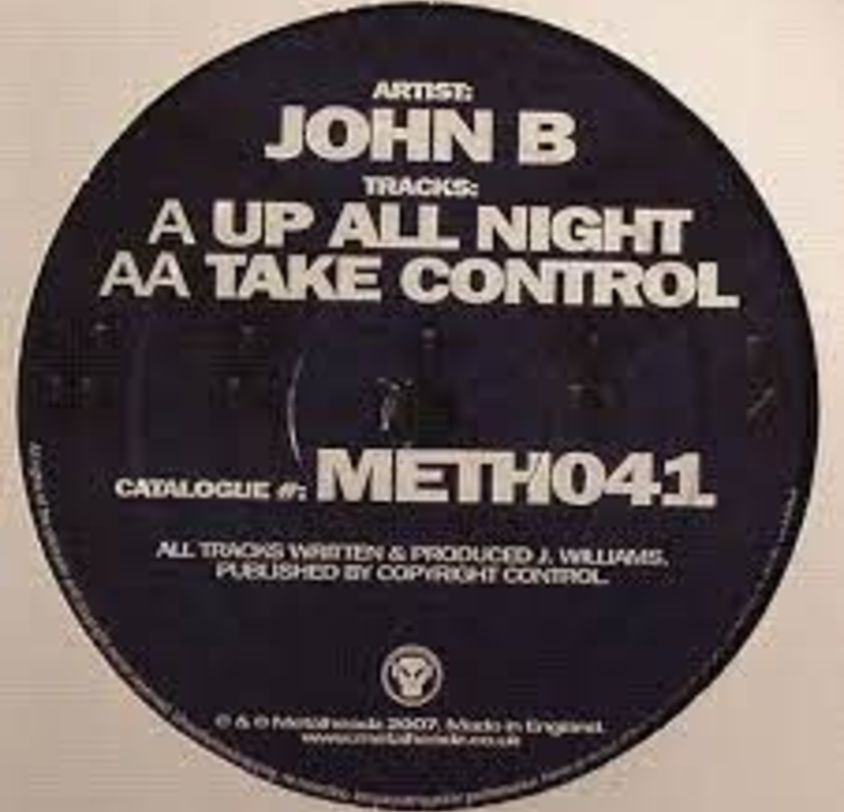 ARTIST:
JOHN B
TRACKS:
A UP ALL NIGHT
AA TAKE CONTROL
CATALOGUE #: METH041
ALL TRACKS WRITTEN & PRODUCED J. WILLIAMS.
PUBLISHED BY COPYRIGHT CONTROL.
℗ & © Metalheadz 2007. Made in England.
www.metalheadz.co.uk